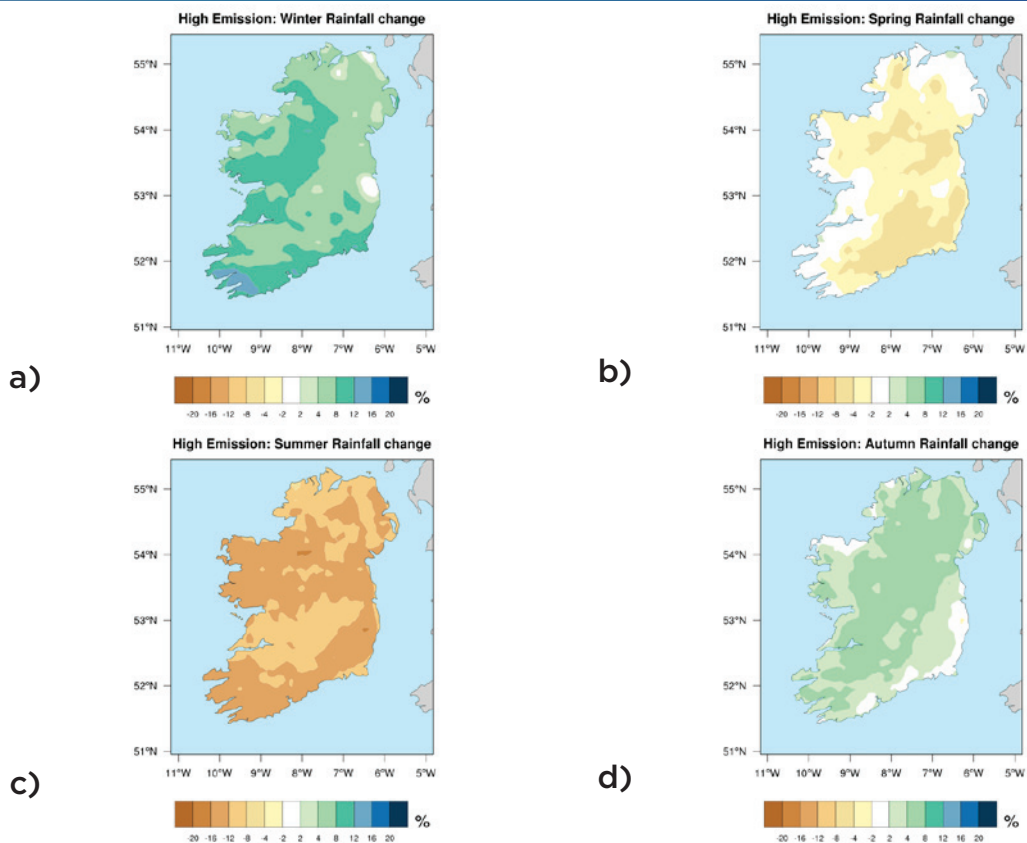 High Emission: Winter Rainfall change
55°N
54°N
53°N
52°N
51°N
11°W 10°W 9°W 8°W 7°W 6°W 5°W
a)
-20 -16 -12 -8 -4 -2 2 4 8 12 16 20
%
High Emission: Spring Rainfall change
55°N
54°N
53°N
52°N
51°N
11°W 10°W 9°W 8°W 7°W 6°W 5°W
b)
-20 -16 -12 -8 -4 -2 2 4 8 12 16 20
%
High Emission: Summer Rainfall change
55°N
54°N
53°N
52°N
51°N
11°W 10°W 9°W 8°W 7°W 6°W 5°W
c)
-20 -16 -12 -8 -4 -2 2 4 8 12 16 20
%
High Emission: Autumn Rainfall change
55°N
54°N
53°N
52°N
51°N
11°W 10°W 9°W 8°W 7°W 6°W 5°W
d)
-20 -16 -12 -8 -4 -2 2 4 8 12 16 20
%